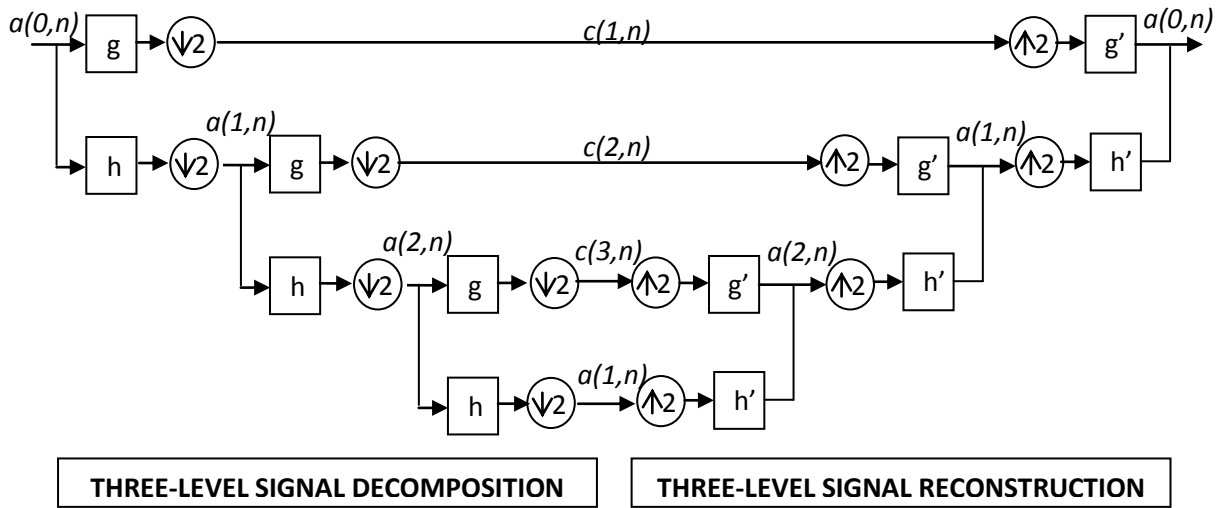 a(0,n) g ↓2 c(1,n) ↑2 g’ a(0,n)
h ↓2 a(1,n) g ↓2 c(2,n) ↑2 g’ a(1,n) ↑2 h’
h ↓2 a(2,n) g ↓2 c(3,n) ↑2 g’ a(2,n) ↑2 h’
h ↓2 a(1,n) ↑2 h’
THREE-LEVEL SIGNAL DECOMPOSITION
THREE-LEVEL SIGNAL RECONSTRUCTION